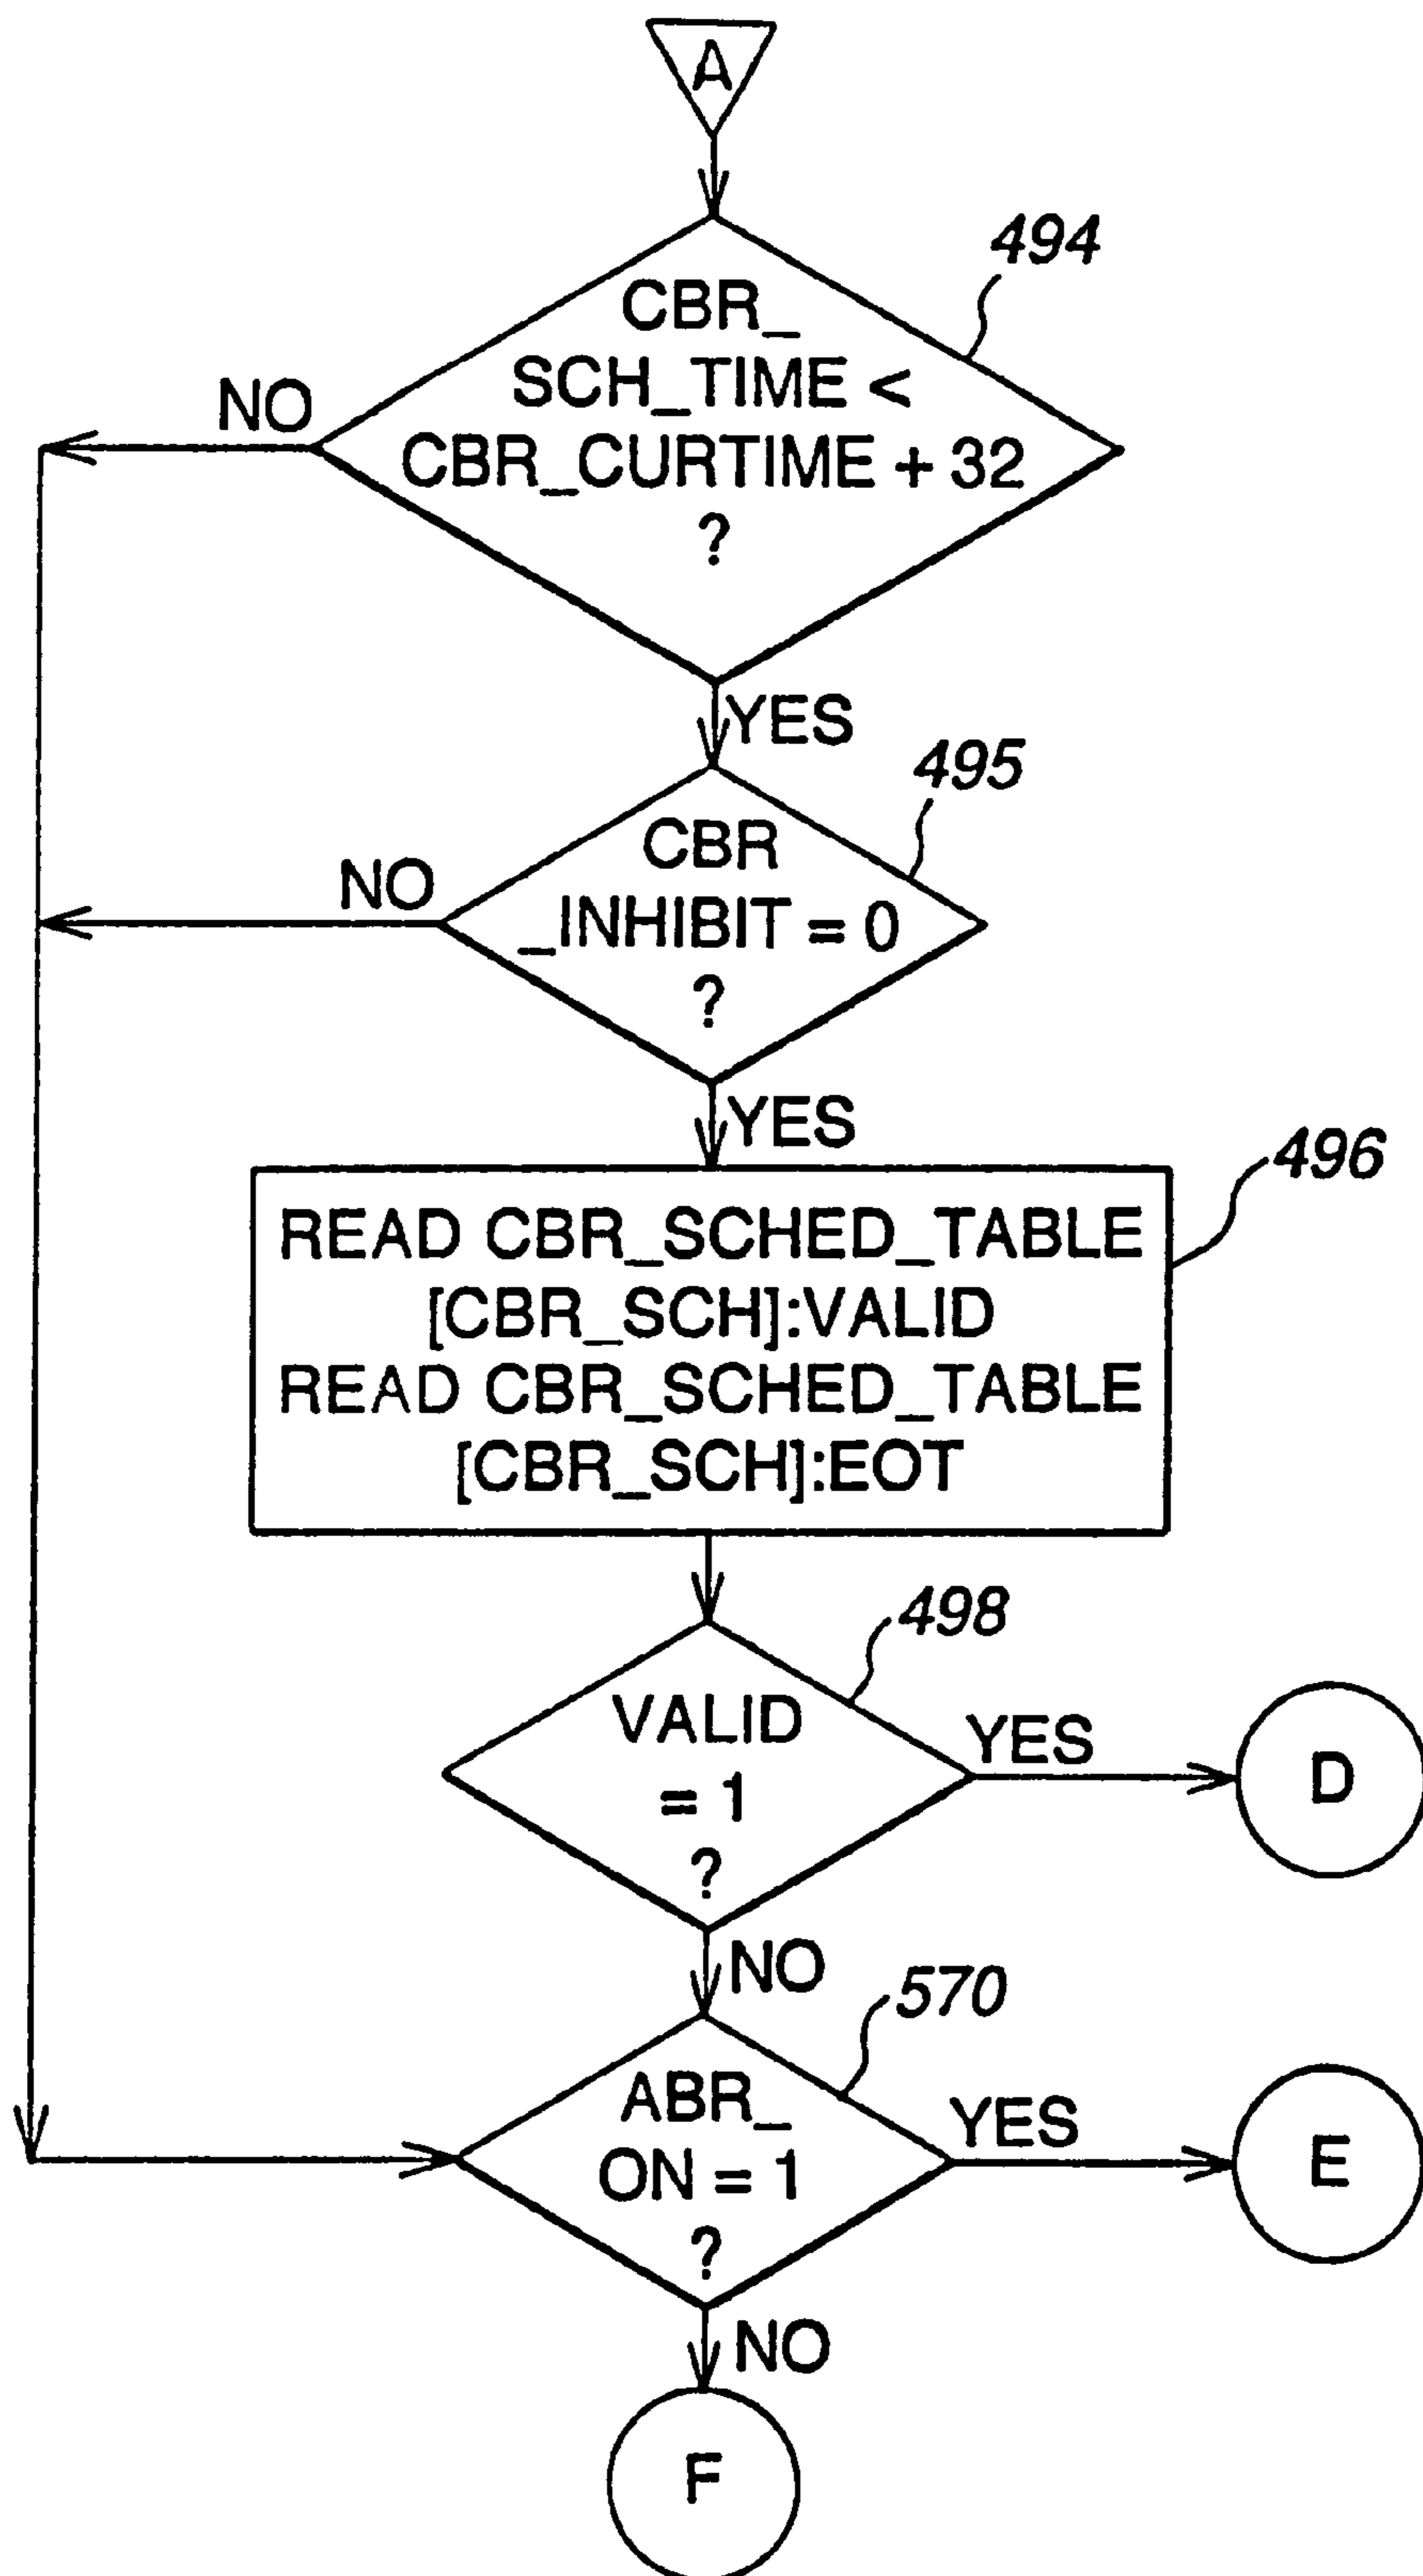 A
494
CBR_
SCH_TIME <
CBR_CURTIME + 32
?
NO
YES
495
CBR
_INHIBIT = 0
?
NO
YES
496
READ CBR_SCHED_TABLE
[CBR_SCH]:VALID
READ CBR_SCHED_TABLE
[CBR_SCH]:EOT
498
VALID
= 1
?
YES
D
NO
570
ABR_
ON = 1
?
YES
E
NO
F